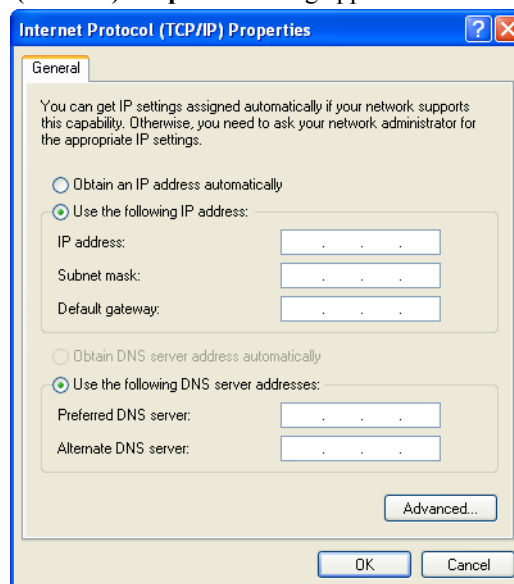 Internet Protocol (TCP/IP) Properties
General
You can get IP settings assigned automatically if your network supports
this capability. Otherwise, you need to ask your network administrator for
the appropriate IP settings.
Obtain an IP address automatically
Use the following IP address:
IP address:
Subnet mask:
Default gateway:
Obtain DNS server address automatically
Use the following DNS server addresses:
Preferred DNS server:
Alternate DNS server:
Advanced...
OK Cancel